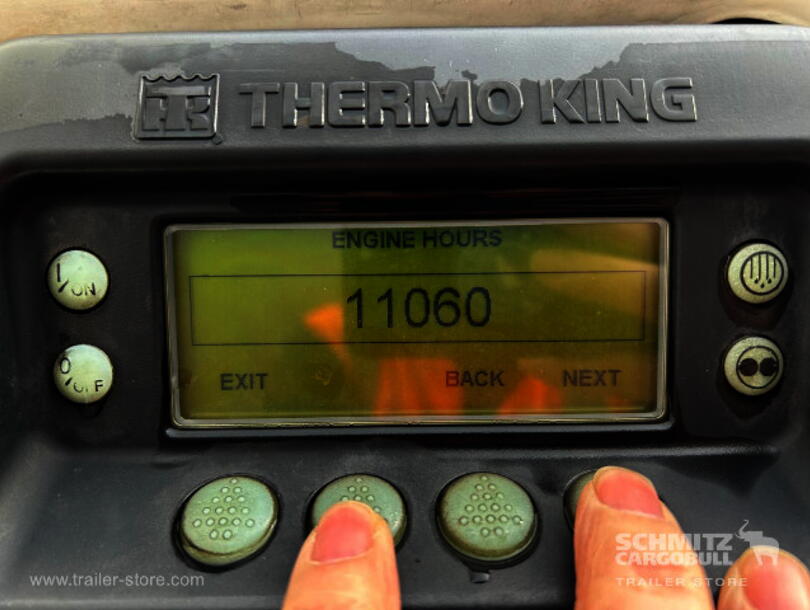 THERMO KING
ENGINE HOURS
I/ON
11060
0/OFF
EXIT BACK NEXT
SCHMITZ
CARGOBULL
TRAILER STORE
www.trailer-store.com